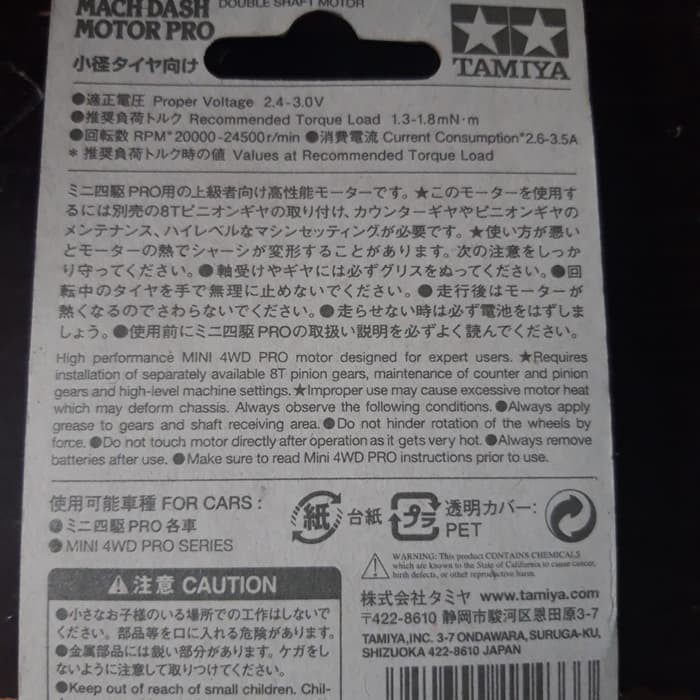 MACH DASH DOUBLE SHAFT MOTOR
MOTOR PRO
小径タイヤ向け
TAMIYA
●適正電圧 Proper Voltage 2.4-3.0V
●推奨負荷トルク Recommended Torque Load 1.3-1.8mN·m
●回転数 RPM*20000-24500r/min ●消費電流 Current Consumption*2.6-3.5A
* 推奨負荷トルク時の値 Values at Recommended Torque Load
ミニ四駆PRO用の上級者向け高性能モーターです。★このモーターを使用す
るには別売の8Tピニオンギヤの取り付け、カウンターギヤやピニオンギヤの
メンテナンス、ハイレベルなマシンセッティングが必要です。★使い方が悪い
とモーターの熱でシャーシが変形することがあります。次の注意をしっか
り守ってください。●軸受けやギヤには必ずグリスをぬってください。●回
転中のタイヤを手で無理に止めないでください。●走行後はモーターが
熱くなるのでさわらないでください。●走らせない時は必ず電池をはずしま
しょう。●使用前にミニ四駆PROの取扱い説明を必ずよく読んでください。
High performance MINI 4WD PRO motor designed for expert users. ★Requires
installation of separately available 8T pinion gears, maintenance of counter and pinion
gears and high-level machine settings.★Improper use may cause excessive motor heat
which may deform chassis. Always observe the following conditions. ●Always apply
grease to gears and shaft receiving area. ●Do not hinder rotation of the wheels by
force. ●Do not touch motor directly after operation as it gets very hot. ●Always remove
batteries after use. ●Make sure to read Mini 4WD PRO instructions prior to use.
使用可能車種 FOR CARS :
●ミニ四駆PRO各車
●MINI 4WD PRO SERIES
紙 台紙
プラ 透明カバー:
PET
WARNING: This product CONTAINS CHEMICALS
which are known to the State of California to cause cancer,
birth defects, or other reproductive harm.
注意 CAUTION
●小さなお子様のいる場所での工作はしないで
ください。部品等を口に入れる危険があります。
●金属部品には鋭い部分があります。ケガをし
ないように注意して取りつけてください。
●Keep out of reach of small children. Chil-
株式会社タミヤ www.tamiya.com
〒422-8610 静岡市駿河区恩田原3-7
TAMIYA, INC. 3-7 ONDAWARA, SURUGA-KU,
SHIZUOKA 422-8610 JAPAN